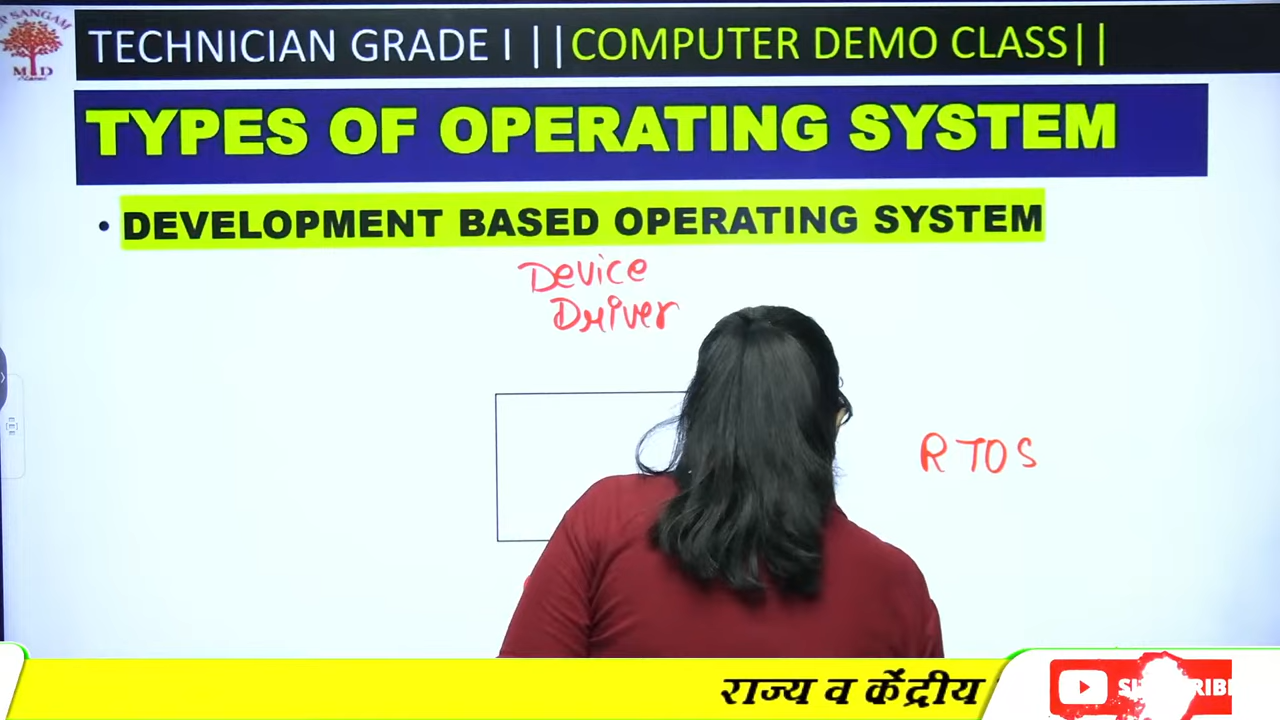 TECHNICIAN GRADE I ||COMPUTER DEMO CLASS||
TYPES OF OPERATING SYSTEM
• DEVELOPMENT BASED OPERATING SYSTEM
Device
Driver
RTOS
राज्य व केंद्रीय